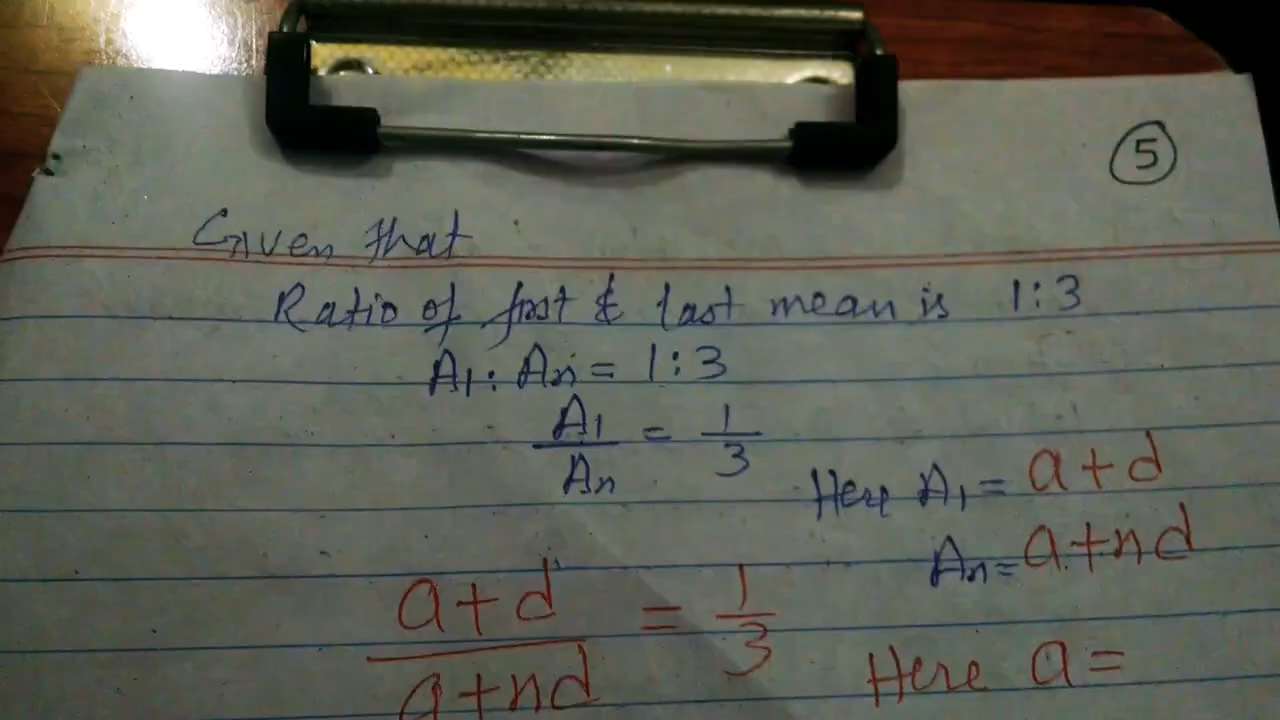 5
Given that
Ratio of first & last mean is 1:3
A1 : An = 1:3
A1/An = 1/3
Here A1 = a+d
An = a+nd
a+d/a+nd = 1/3
Here a =